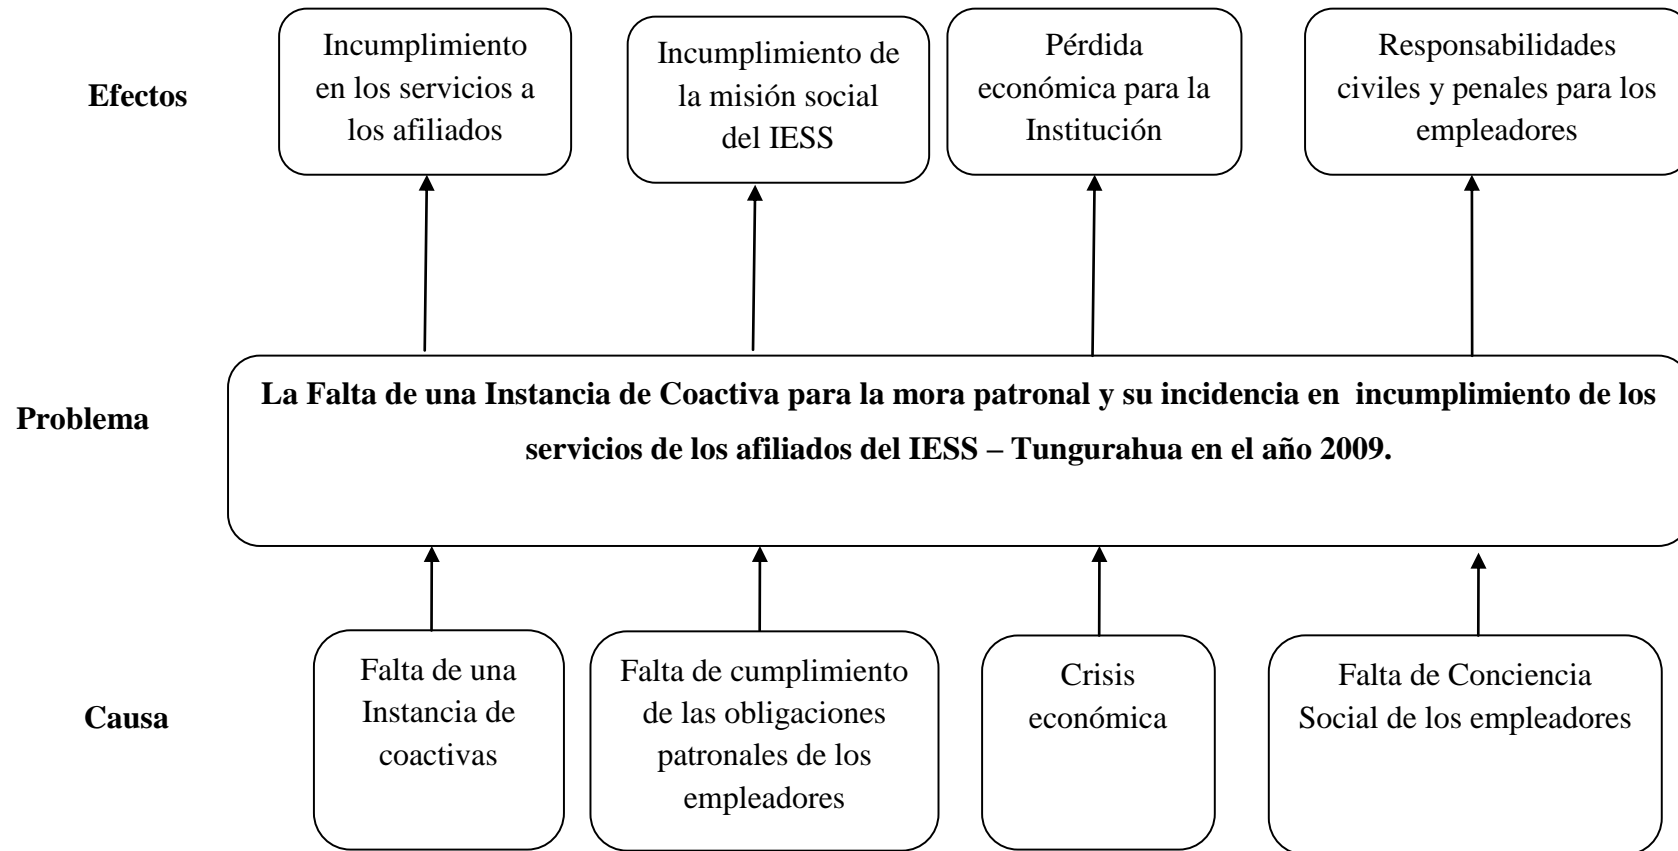 Efectos
Incumplimiento
en los servicios a
los afiliados
Incumplimiento de
la misión social
del IESS
Pérdida
económica para la
Institución
Responsabilidades
civiles y penales para los
empleadores
Problema
La Falta de una Instancia de Coactiva para la mora patronal y su incidencia en incumplimiento de los
servicios de los afiliados del IESS – Tungurahua en el año 2009.
Causa
Falta de una
Instancia de
coactivas
Falta de cumplimiento
de las obligaciones
patronales de los
empleadores
Crisis
económica
Falta de Conciencia
Social de los empleadores